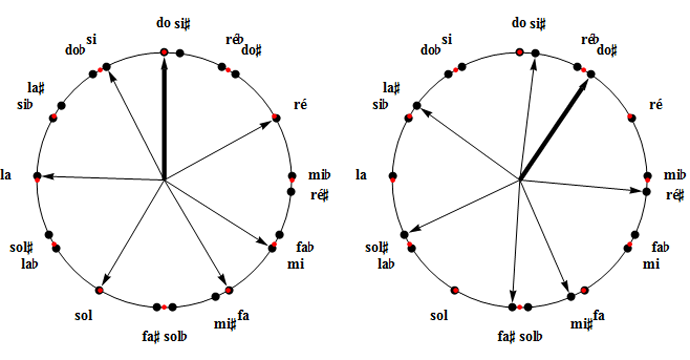 do si♯
do♭ si
ré♭
do♯
la♯
si♭
ré
la
mi♭
ré♯
sol♯
la♭
fa♭
mi
sol
fa♯ sol♭
mi♯ fa
do si♯
do♭ si
ré♭
do♯
la♯
si♭
ré
la
mi♭
ré♯
sol♯
la♭
fa♭
mi
sol
fa♯ sol♭
mi♯ fa